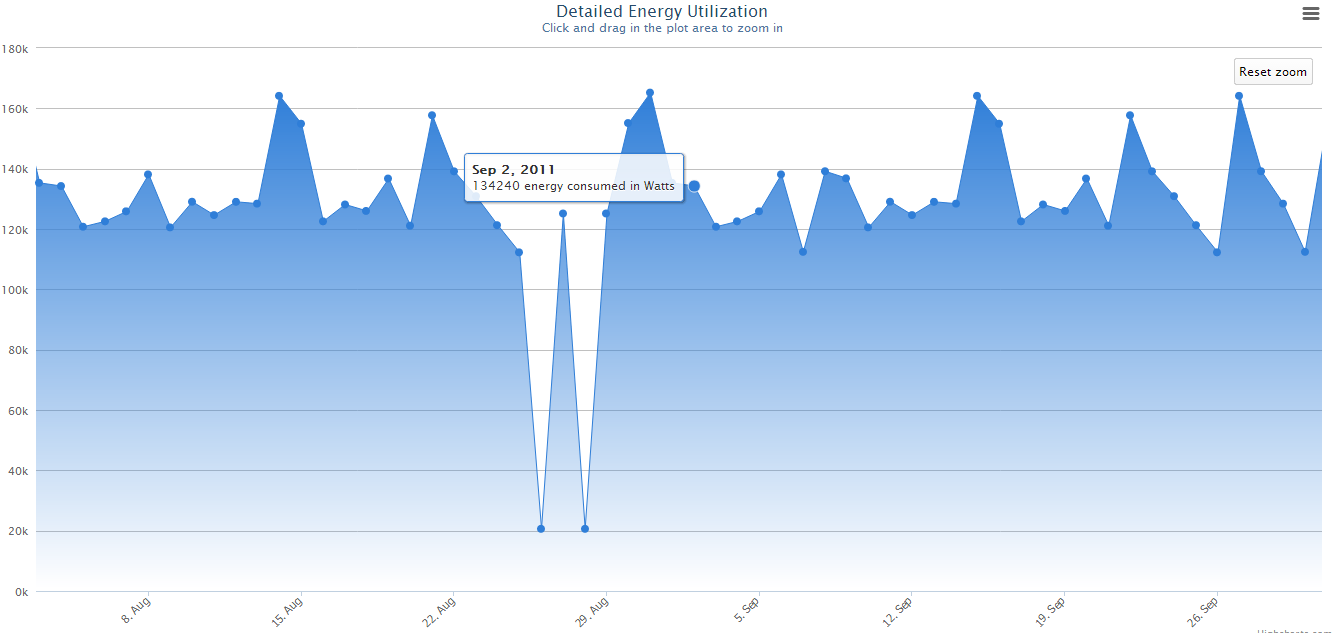 Detailed Energy Utilization
Click and drag in the plot area to zoom in
Reset zoom
180k
160k
140k
120k
100k
80k
60k
40k
20k
0k
Sep 2, 2011
134240 energy consumed in Watts
8. Aug
15. Aug
22. Aug
29. Aug
5. Sep
12. Sep
19. Sep
26. Sep